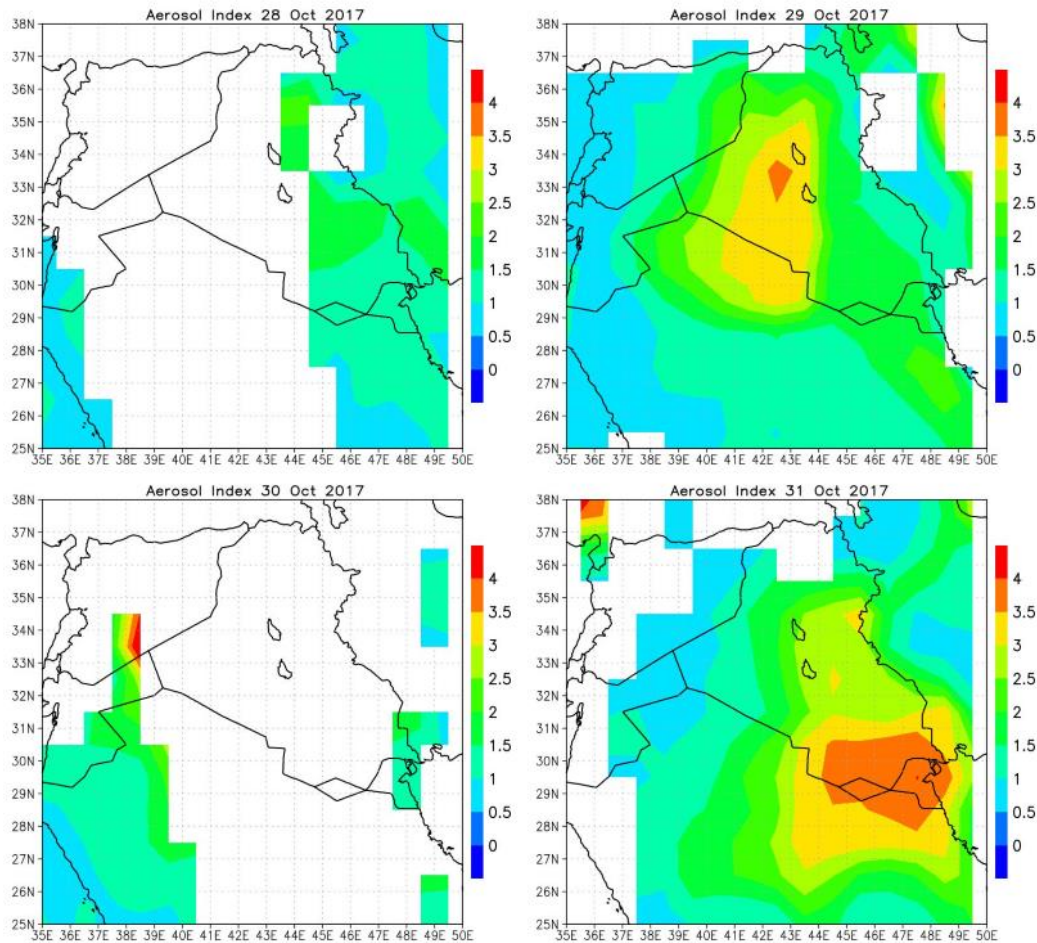 Aerosol Index 28 Oct 2017
38N
37N
36N
35N
34N
33N
32N
31N
30N
29N
28N
27N
26N
25N
35E 36E 37E 38E 39E 40E 41E 42E 43E 44E 45E 46E 47E 48E 49E 50E
4
3.5
3
2.5
2
1.5
1
0.5
0
Aerosol Index 29 Oct 2017
38N
37N
36N
35N
34N
33N
32N
31N
30N
29N
28N
27N
26N
25N
35E 36E 37E 38E 39E 40E 41E 42E 43E 44E 45E 46E 47E 48E 49E 50E
4
3.5
3
2.5
2
1.5
1
0.5
0
Aerosol Index 30 Oct 2017
38N
37N
36N
35N
34N
33N
32N
31N
30N
29N
28N
27N
26N
25N
35E 36E 37E 38E 39E 40E 41E 42E 43E 44E 45E 46E 47E 48E 49E 50E
4
3.5
3
2.5
2
1.5
1
0.5
0
Aerosol Index 31 Oct 2017
38N
37N
36N
35N
34N
33N
32N
31N
30N
29N
28N
27N
26N
25N
35E 36E 37E 38E 39E 40E 41E 42E 43E 44E 45E 46E 47E 48E 49E 50E
4
3.5
3
2.5
2
1.5
1
0.5
0